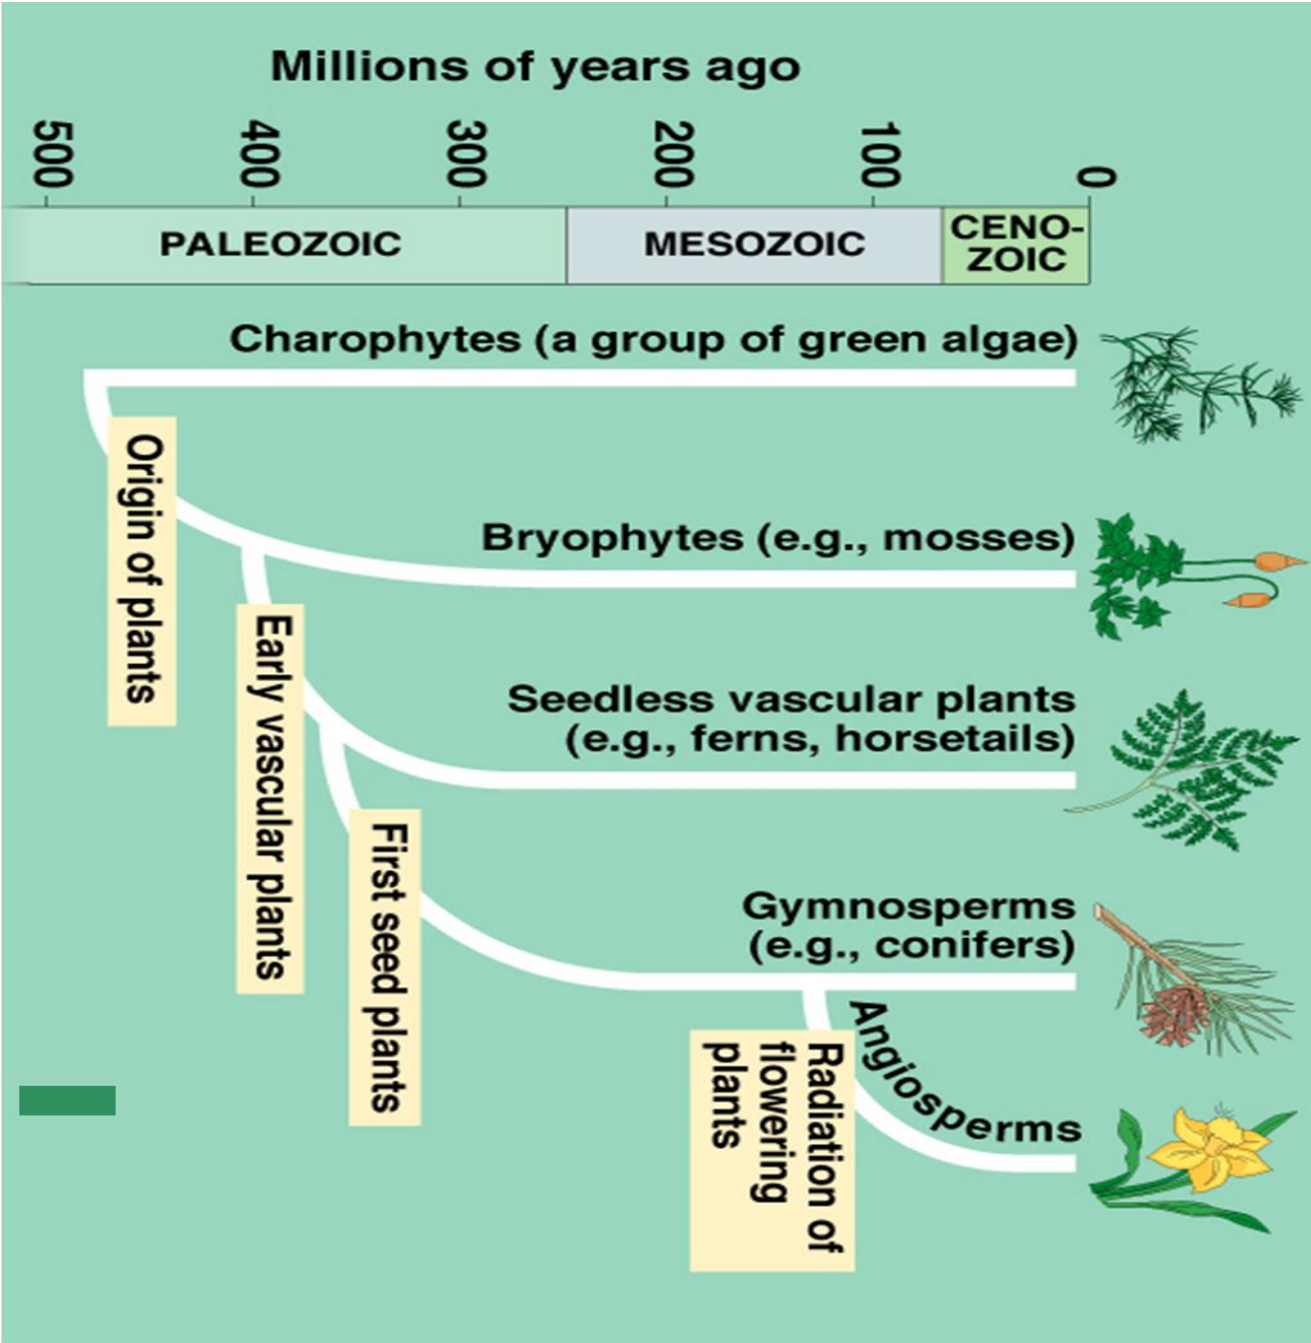 Millions of years ago
500
400
300
200
100
0
PALEOZOIC
MESOZOIC
CENO-
ZOIC
Charophytes (a group of green algae)
Origin of plants
Bryophytes (e.g., mosses)
Early vascular plants
Seedless vascular plants
(e.g., ferns, horsetails)
First seed plants
Gymnosperms
(e.g., conifers)
Angiosperms
Radiation of
flowering
plants